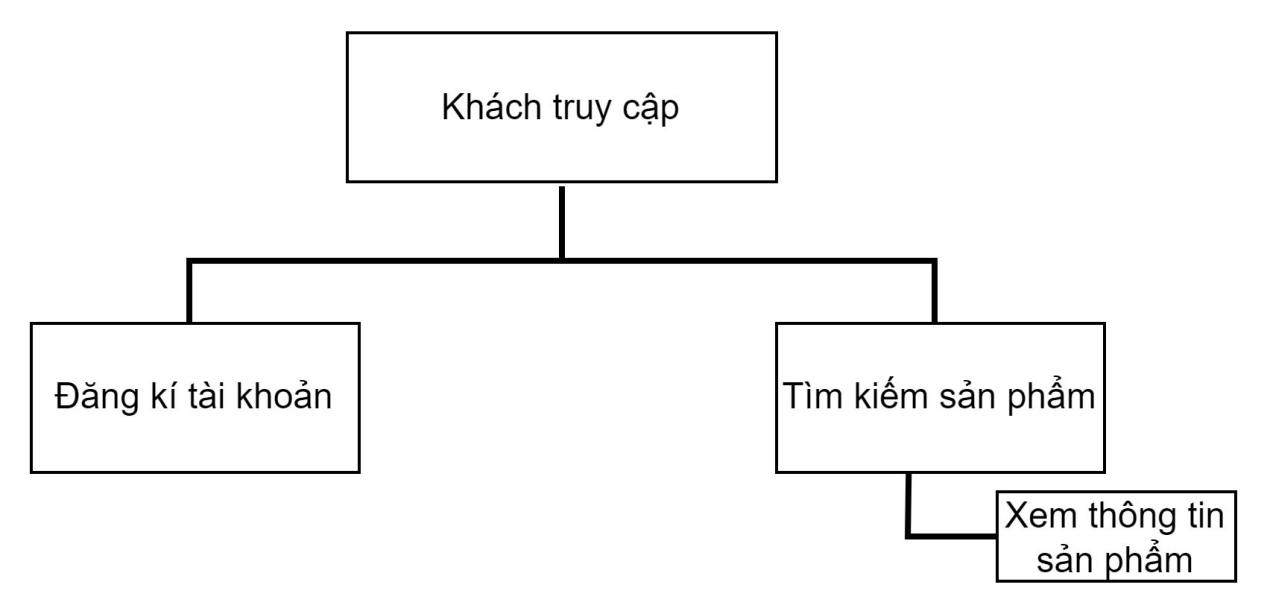 Khách truy cập
Đăng kí tài khoản
Tìm kiếm sản phẩm
Xem thông tin
sản phẩm